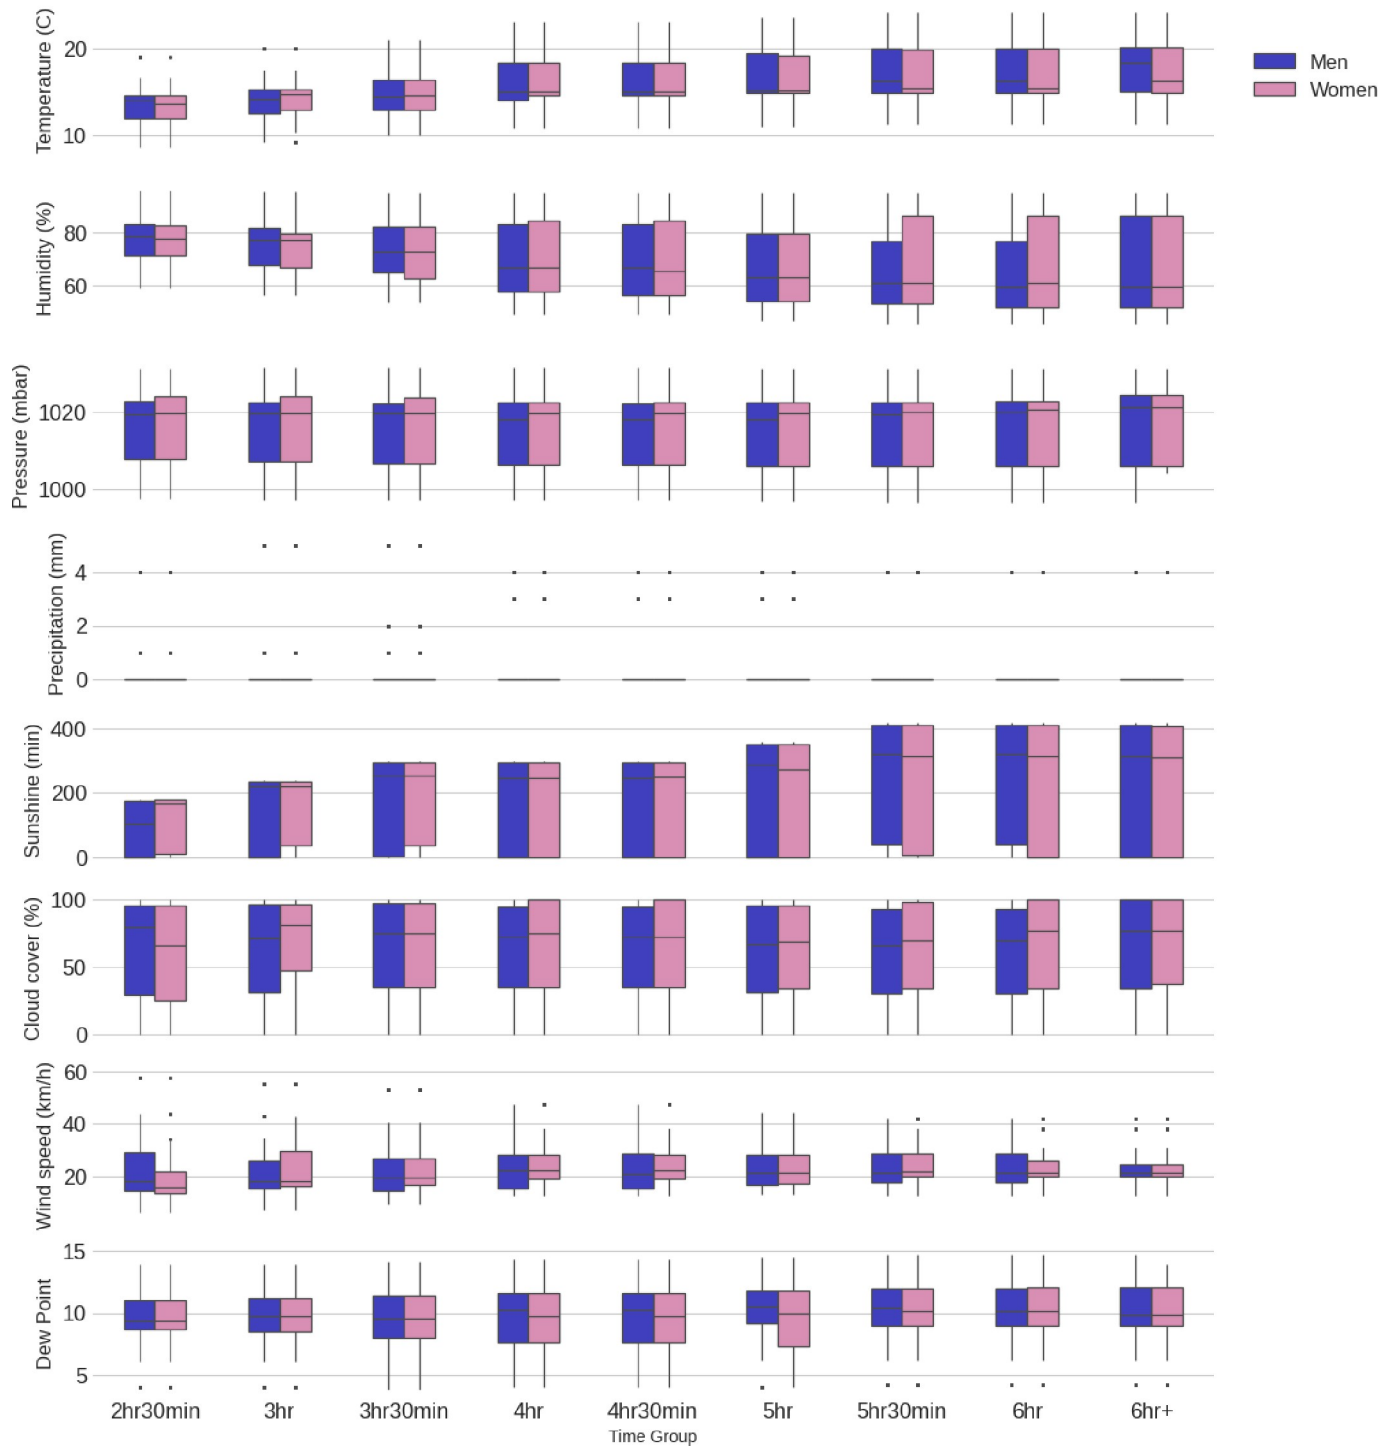 Temperature (C)
20
10
Men
Women
Humidity (%)
80
60
Pressure (mbar)
1020
1000
Precipitation (mm)
4
2
0
Sunshine (min)
400
200
0
Cloud cover (%)
100
50
0
Wind speed (km/h)
60
40
20
Dew Point
15
10
5
2hr30min 3hr 3hr30min 4hr 4hr30min 5hr 5hr30min 6hr 6hr+
Time Group